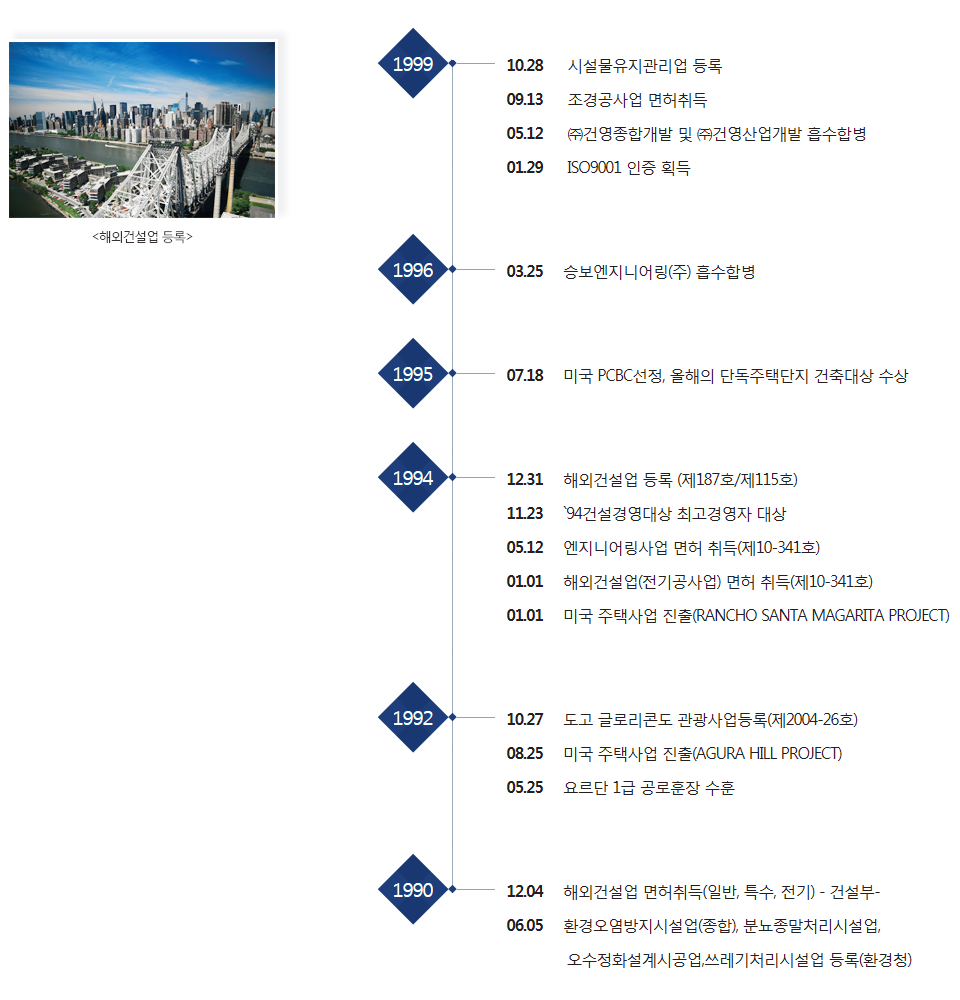 <해외건설업 등록>
1999
10.28 시설물유지관리업 등록
09.13 조경공사업 면허취득
05.12 ㈜건영종합개발 및 ㈜건영산업개발 흡수합병
01.29 ISO9001 인증 획득
1996
03.25 승보엔지니어링(주) 흡수합병
1995
07.18 미국 PCBC선정, 올해의 단독주택단지 건축대상 수상
1994
12.31 해외건설업 등록 (제187호/제115호)
11.23 `94건설경영대상 최고경영자 대상
05.12 엔지니어링사업 면허 취득(제10-341호)
01.01 해외건설업(전기공사업) 면허 취득(제10-341호)
01.01 미국 주택사업 진출(RANCHO SANTA MAGARITA PROJECT)
1992
10.27 도고 글로리콘도 관광사업등록(제2004-26호)
08.25 미국 주택사업 진출(AGURA HILL PROJECT)
05.25 요르단 1급 공로훈장 수훈
1990
12.04 해외건설업 면허취득(일반, 특수, 전기) - 건설부-
06.05 환경오염방지시설업(종합), 분뇨종말처리시설업,
오수정화설계시공업,쓰레기처리시설업 등록(환경청)